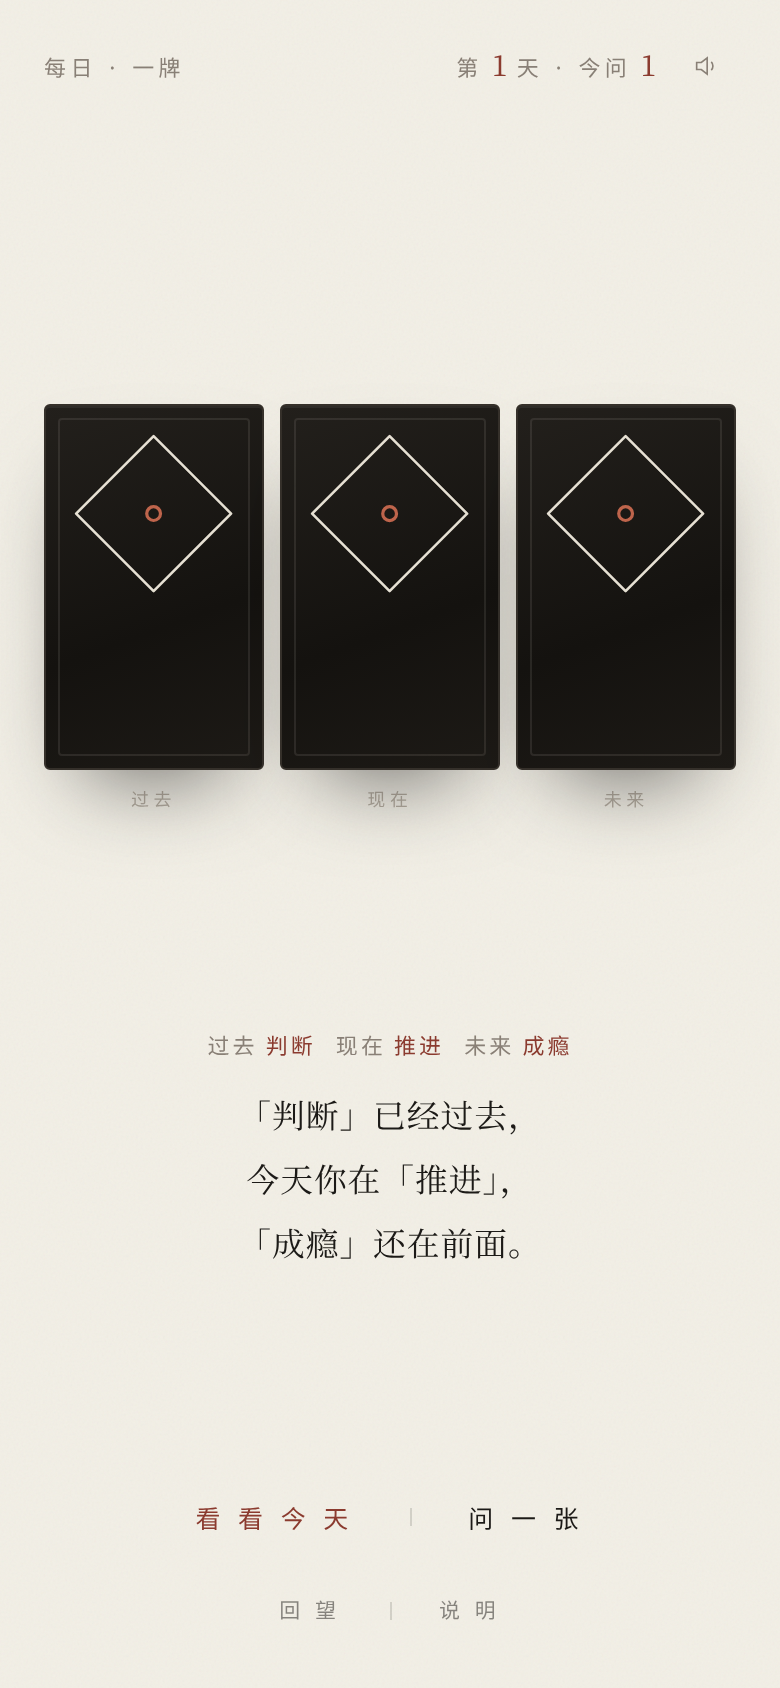 每日 · 一牌
第 1 天 · 今问 1
过去
现在
未来
过去 判断 现在 推进 未来 成瘾
「判断」已经过去,
今天你在「推进」,
「成瘾」还在前面。
看看今天
问一张
回望
说明